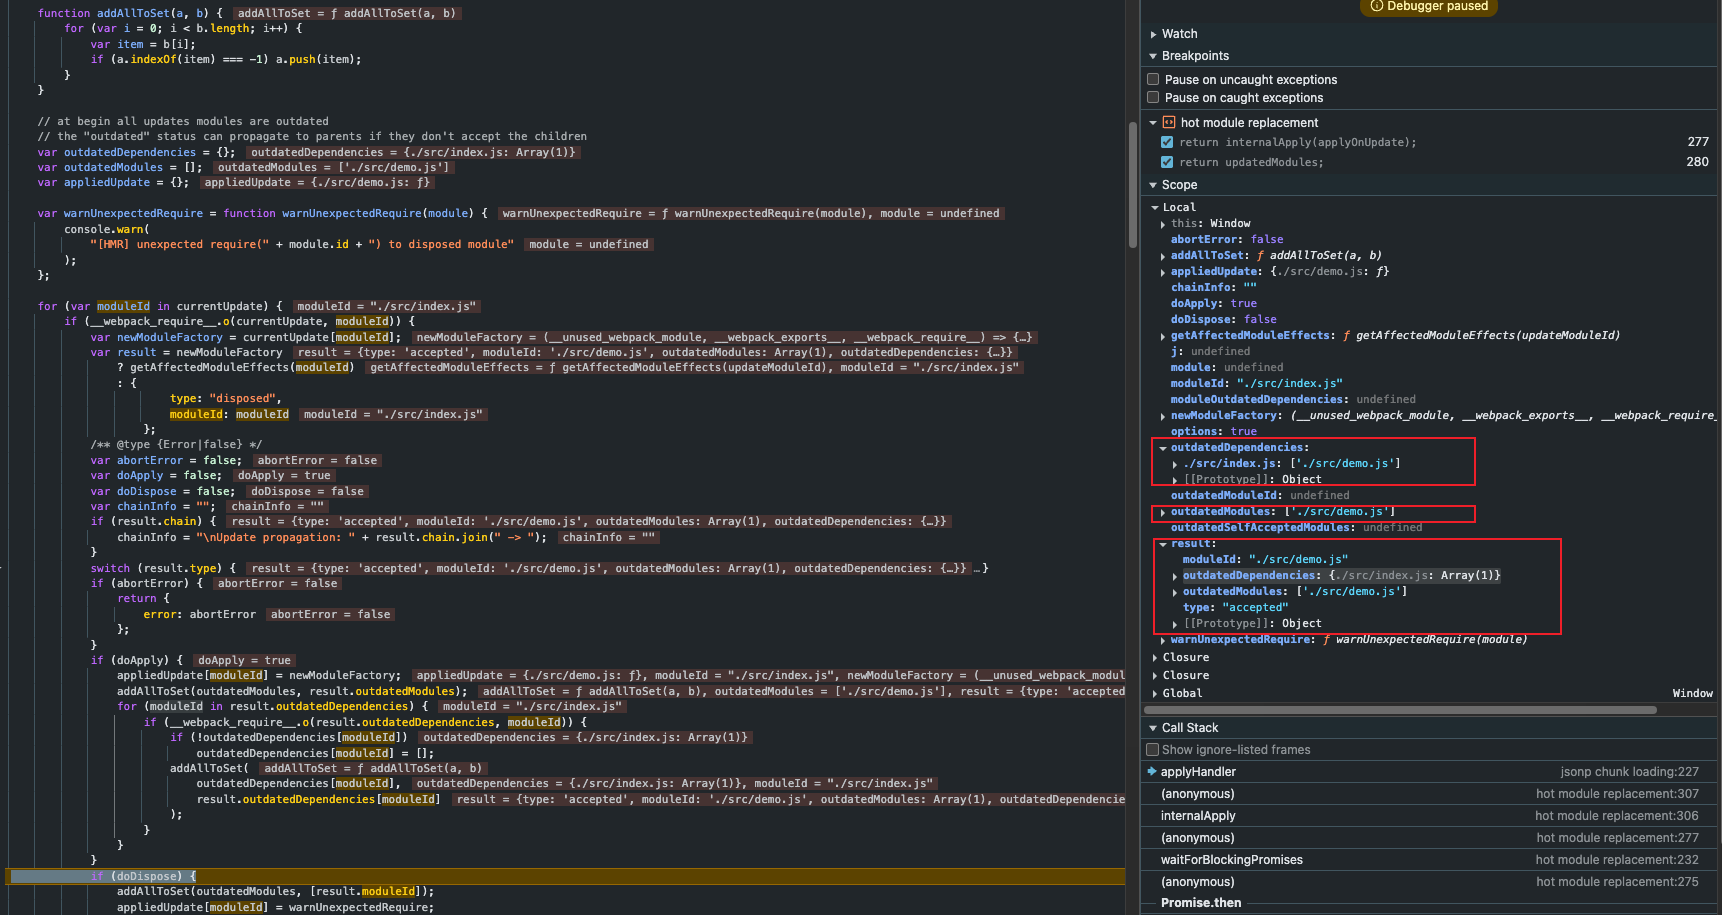 function addAllToSet(a, b) { addAllToSet = ƒ addAllToSet(a, b)
for (var i = 0; i < b.length; i++) {
var item = b[i];
if (a.indexOf(item) === -1) a.push(item);
}
}
// at begin all updates modules are outdated
// the "outdated" status can propagate to parents if they don't accept the children
var outdatedDependencies = {}; outdatedDependencies = {./src/index.js: Array(1)}
var outdatedModules = []; outdatedModules = ['./src/demo.js']
var appliedUpdate = {}; appliedUpdate = {./src/demo.js: ƒ}
var warnUnexpectedRequire = function warnUnexpectedRequire(module) { warnUnexpectedRequire = ƒ warnUnexpectedRequire(module), module = undefined
console.warn(
"[HMR] unexpected require(" + module.id + ") to disposed module" module = undefined
);
};
for (var moduleId in currentUpdate) { moduleId = "./src/index.js"
if (__webpack_require__.o(currentUpdate, moduleId)) {
var newModuleFactory = currentUpdate[moduleId]; newModuleFactory = (__unused_webpack_module, __webpack_exports__, __webpack_require__) => {…}
var result = newModuleFactory result = {type: 'accepted', moduleId: './src/demo.js', outdatedModules: Array(1), outdatedDependencies: {…}}
? getAffectedModuleEffects(moduleId) getAffectedModuleEffects = ƒ getAffectedModuleEffects(updateModuleId), moduleId = "./src/index.js"
: {
type: "disposed",
moduleId: moduleId moduleId = "./src/index.js"
};
/** @type {Error|false} */
var abortError = false; abortError = false
var doApply = false; doApply = true
var doDispose = false; doDispose = false
var chainInfo = ""; chainInfo = ""
if (result.chain) { result = {type: 'accepted', moduleId: './src/demo.js', outdatedModules: Array(1), outdatedDependencies: {…}}
chainInfo = "\nUpdate propagation: " + result.chain.join(" -> "); chainInfo = ""
}
switch (result.type) { result = {type: 'accepted', moduleId: './src/demo.js', outdatedModules: Array(1), outdatedDependencies: {…}} …}
if (abortError) { abortError = false
return {
error: abortError abortError = false
};
}
if (doApply) { doApply = true
appliedUpdate[moduleId] = newModuleFactory; appliedUpdate = {./src/demo.js: ƒ}, moduleId = "./src/index.js", newModuleFactory = (__unused_webpack_modul
addAllToSet(outdatedModules, result.outdatedModules); addAllToSet = ƒ addAllToSet(a, b), outdatedModules = ['./src/demo.js'], result = {type: 'accepted
for (moduleId in result.outdatedDependencies) { moduleId = "./src/index.js"
if (__webpack_require__.o(result.outdatedDependencies, moduleId)) {
if (!outdatedDependencies[moduleId]) outdatedDependencies = {./src/index.js: Array(1)}
outdatedDependencies[moduleId] = [];
addAllToSet( addAllToSet = ƒ addAllToSet(a, b)
outdatedDependencies[moduleId], outdatedDependencies = {./src/index.js: Array(1)}, moduleId = "./src/index.js"
result.outdatedDependencies[moduleId] result = {type: 'accepted', moduleId: './src/demo.js', outdatedModules: Array(1), outdatedDependencie
);
}
}
}
if (doDispose) {
addAllToSet(outdatedModules, [result.moduleId]);
appliedUpdate[moduleId] = warnUnexpectedRequire;
Debugger paused
Watch
Breakpoints
Pause on uncaught exceptions
Pause on caught exceptions
hot module replacement
return internalApply(applyOnUpdate); 277
return updatedModules; 280
Scope
Local
this: Window
abortError: false
addAllToSet: ƒ addAllToSet(a, b)
appliedUpdate: {./src/demo.js: ƒ}
chainInfo: ""
doApply: true
doDispose: false
getAffectedModuleEffects: ƒ getAffectedModuleEffects(updateModuleId)
j: undefined
module: undefined
moduleId: "./src/index.js"
moduleOutdatedDependencies: undefined
newModuleFactory: (__unused_webpack_module, __webpack_exports__, __webpack_require_
options: true
outdatedDependencies:
./src/index.js: ['./src/demo.js']
[[Prototype]]: Object
outdatedModuleId: undefined
outdatedModules: ['./src/demo.js']
outdatedSelfAcceptedModules: undefined
result:
moduleId: "./src/demo.js"
outdatedDependencies: {./src/index.js: Array(1)}
outdatedModules: ['./src/demo.js']
type: "accepted"
[[Prototype]]: Object
warnUnexpectedRequire: ƒ warnUnexpectedRequire(module)
Closure
Closure
Global Window
Call Stack
Show ignore-listed frames
applyHandler jsonp chunk loading:227
(anonymous) hot module replacement:307
internalApply hot module replacement:306
(anonymous) hot module replacement:277
waitForBlockingPromises hot module replacement:232
(anonymous) hot module replacement:275
Promise.then